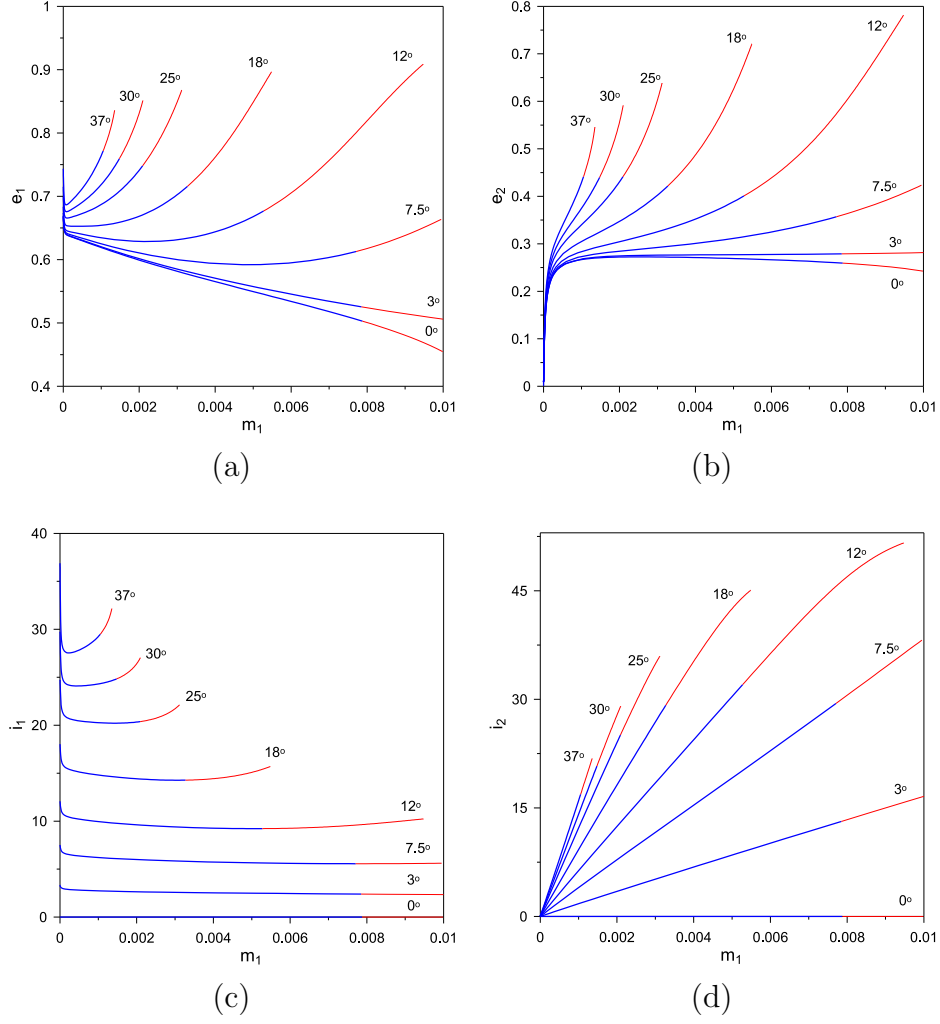 1
0.9
0.8
0.7
0.6
0.5
0.4
0
0.002
0.004
0.006
0.008
0.01
e₁
m₁
37º
30º
25º
18º
12º
7.5º
3º
0º
(a)
0.8
0.7
0.6
0.5
0.4
0.3
0.2
0.1
0
0
0.002
0.004
0.006
0.008
0.01
e₂
m₁
37º
30º
25º
18º
12º
7.5º
3º
0º
(b)
40
30
20
10
0
0
0.002
0.004
0.006
0.008
0.01
i₁
m₁
37º
30º
25º
18º
12º
7.5º
3º
0º
(c)
45
30
15
0
0
0.002
0.004
0.006
0.008
0.01
i₂
m₁
37º
30º
25º
18º
12º
7.5º
3º
0º
(d)